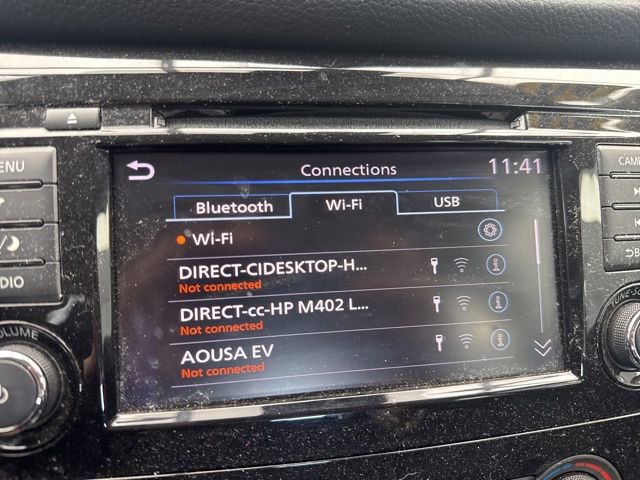 Connections 11:41
Bluetooth Wi-Fi USB
Wi-Fi
DIRECT-CIDESKTOP-H...
Not connected
DIRECT-cc-HP M402 L...
Not connected
AOUSA EV
Not connected
MENU
VOLUME